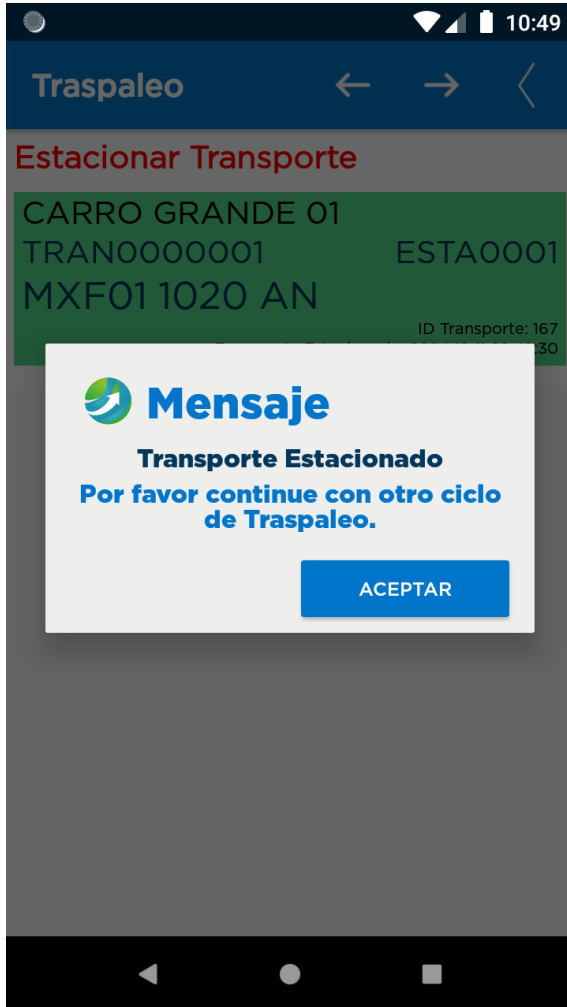 10:49
Traspaleo
Estacionar Transporte
CARRO GRANDE 01
TRAN0000001 ESTA0001
MXF01 1020 AN
ID Transporte: 167
Mensaje
Transporte Estacionado
Por favor continue con otro ciclo
de Traspaleo.
ACEPTAR